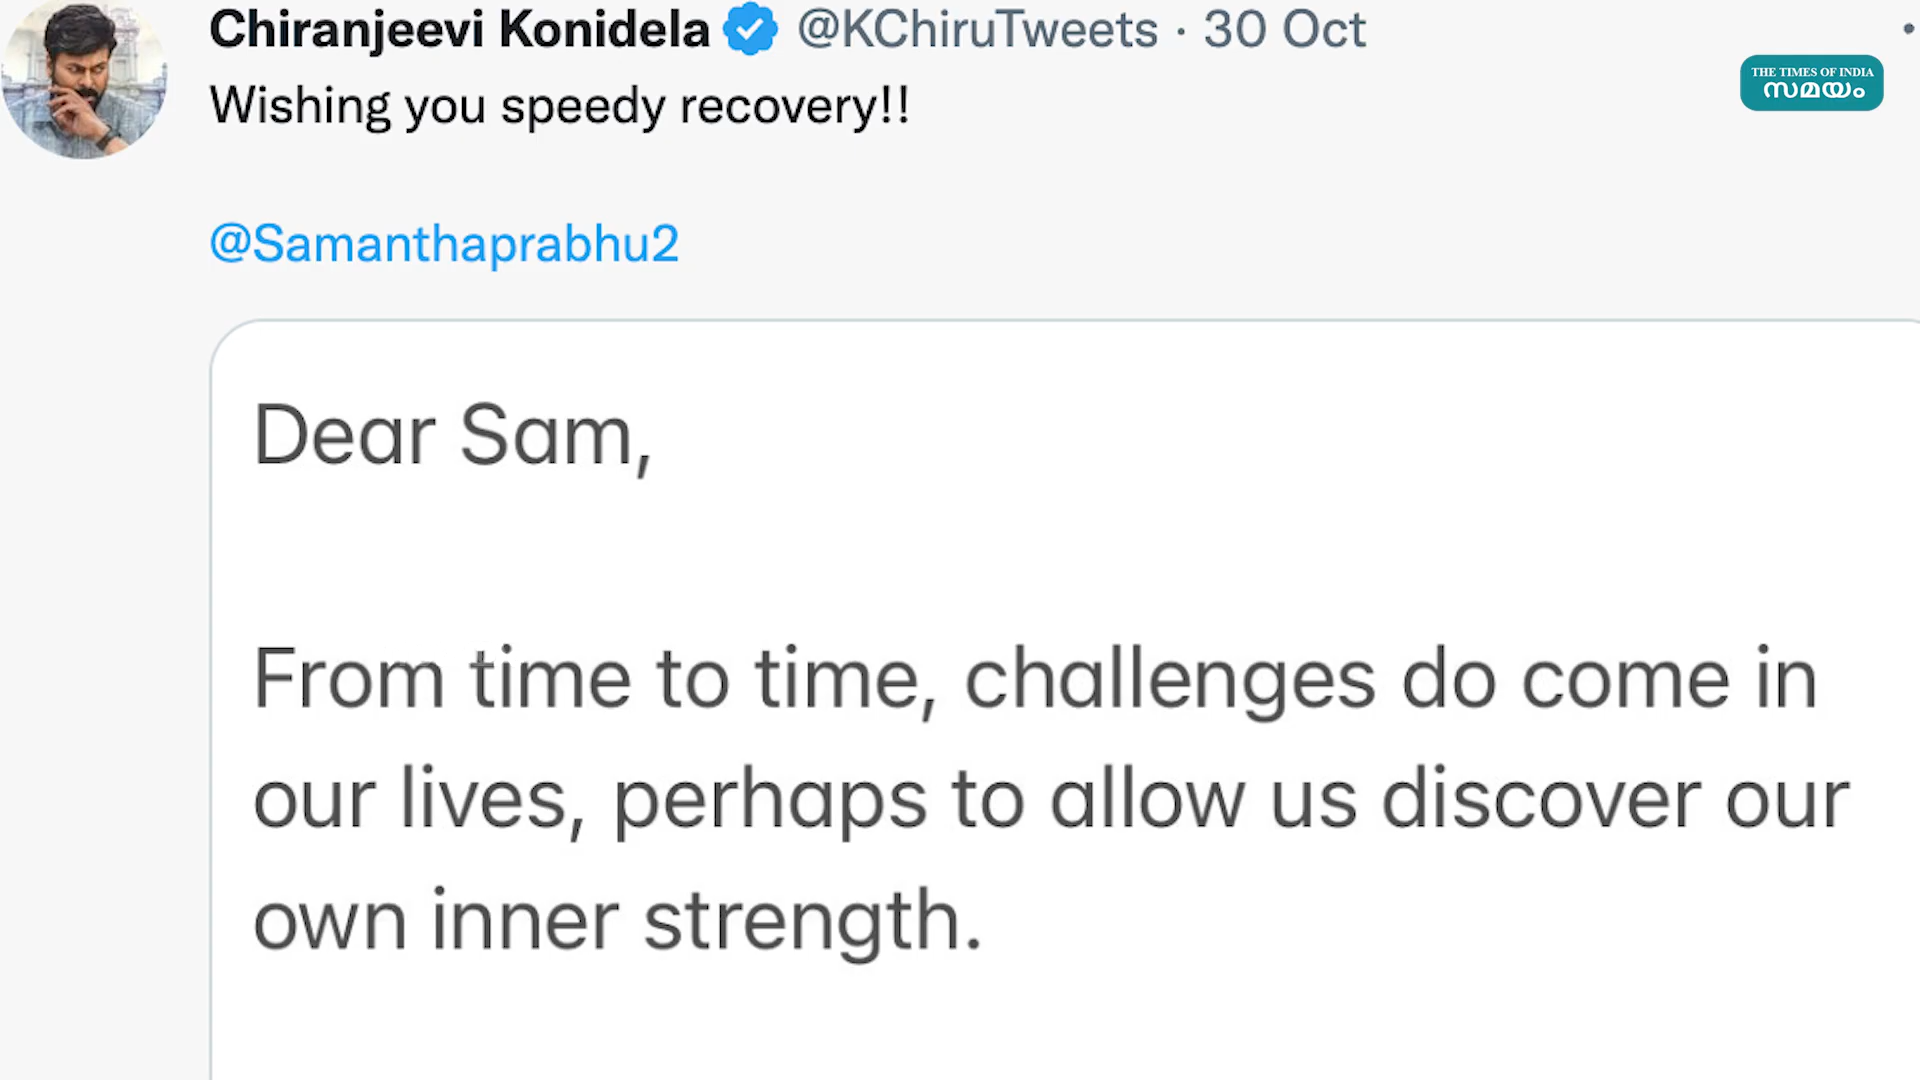 Chiranjeevi Konidela @KChiruTweets · 30 Oct
Wishing you speedy recovery!!
THE TIMES OF INDIA
സമയം
@Samanthaprabhu2
Dear Sam,
From time to time, challenges do come in
our lives, perhaps to allow us discover our
own inner strength.